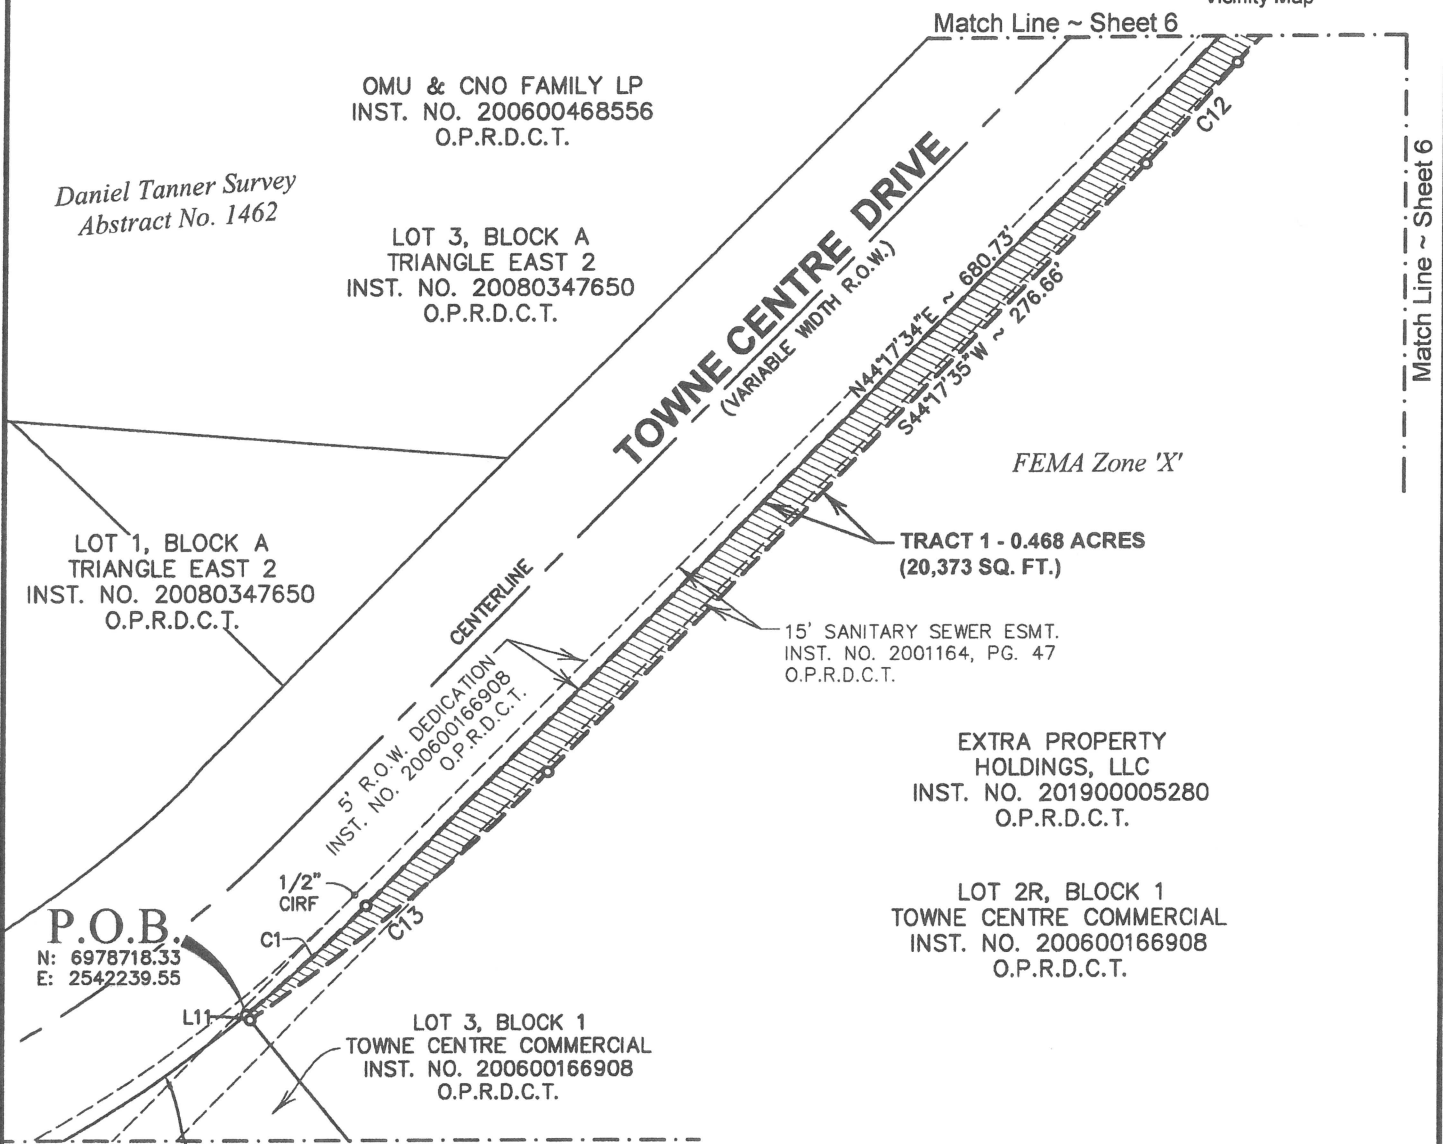 Vicinity Map
Match Line ~ Sheet 6
OMU & CNO FAMILY LP
INST. NO. 200600468556
O.P.R.D.C.T.
Daniel Tanner Survey
Abstract No. 1462
LOT 3, BLOCK A
TRIANGLE EAST 2
INST. NO. 20080347650
O.P.R.D.C.T.
TOWNE CENTRE DRIVE
(VARIABLE WIDTH R.O.W.)
C12
Match Line ~ Sheet 6
N44°17'34"E ~ 680.73'
S44°17'35"W ~ 276.66'
FEMA Zone 'X'
LOT 1, BLOCK A
TRIANGLE EAST 2
INST. NO. 20080347650
O.P.R.D.C.T.
TRACT 1 - 0.468 ACRES
(20,373 SQ. FT.)
CENTERLINE
15' SANITARY SEWER ESMT.
INST. NO. 2001164, PG. 47
O.P.R.D.C.T.
5' R.O.W. DEDICATION
INST. NO. 200600166908
O.P.R.D.C.T.
EXTRA PROPERTY
HOLDINGS, LLC
INST. NO. 201900005280
O.P.R.D.C.T.
1/2"
CIRF
C13
C1
LOT 2R, BLOCK 1
TOWNE CENTRE COMMERCIAL
INST. NO. 200600166908
O.P.R.D.C.T.
P.O.B.
N: 6978718.33
E: 2542239.55
L11
LOT 3, BLOCK 1
TOWNE CENTRE COMMERCIAL
INST. NO. 200600166908
O.P.R.D.C.T.